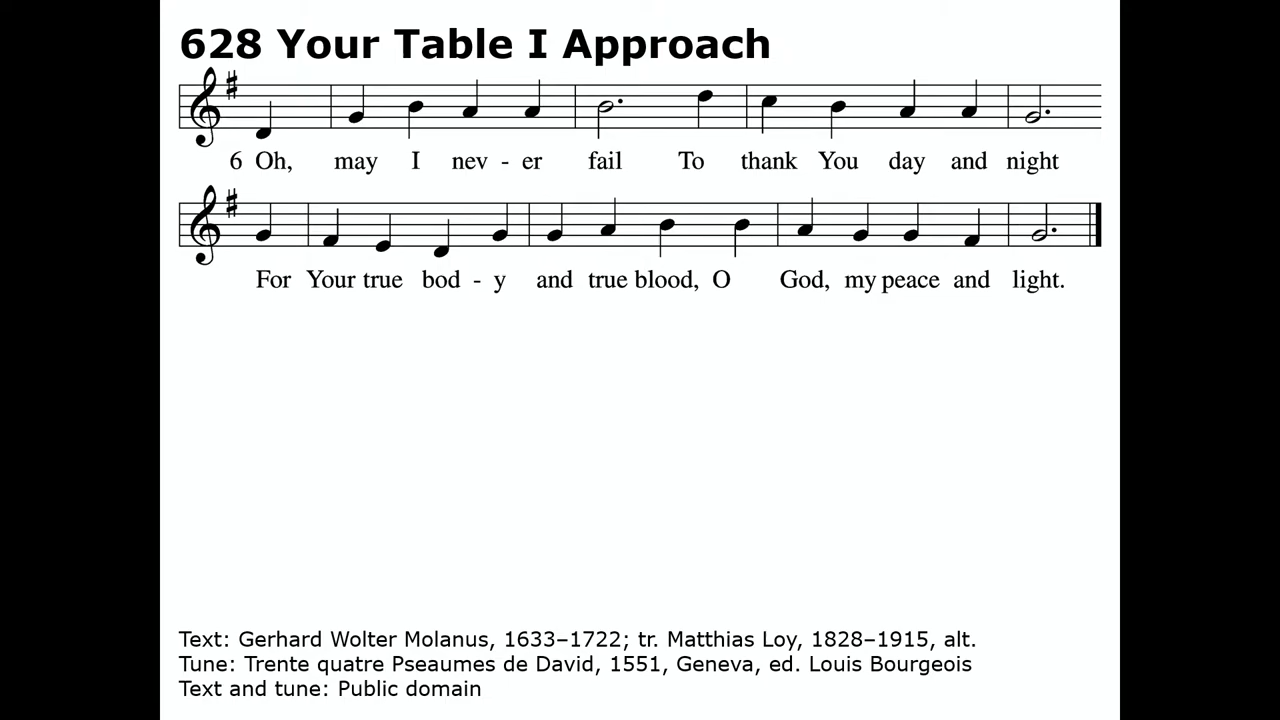 628 Your Table I Approach
6 Oh, may I nev - er fail To thank You day and night
For Your true bod - y and true blood, O God, my peace and light.
Text: Gerhard Wolter Molanus, 1633–1722; tr. Matthias Loy, 1828–1915, alt.
Tune: Trente quatre Pseaumes de David, 1551, Geneva, ed. Louis Bourgeois
Text and tune: Public domain